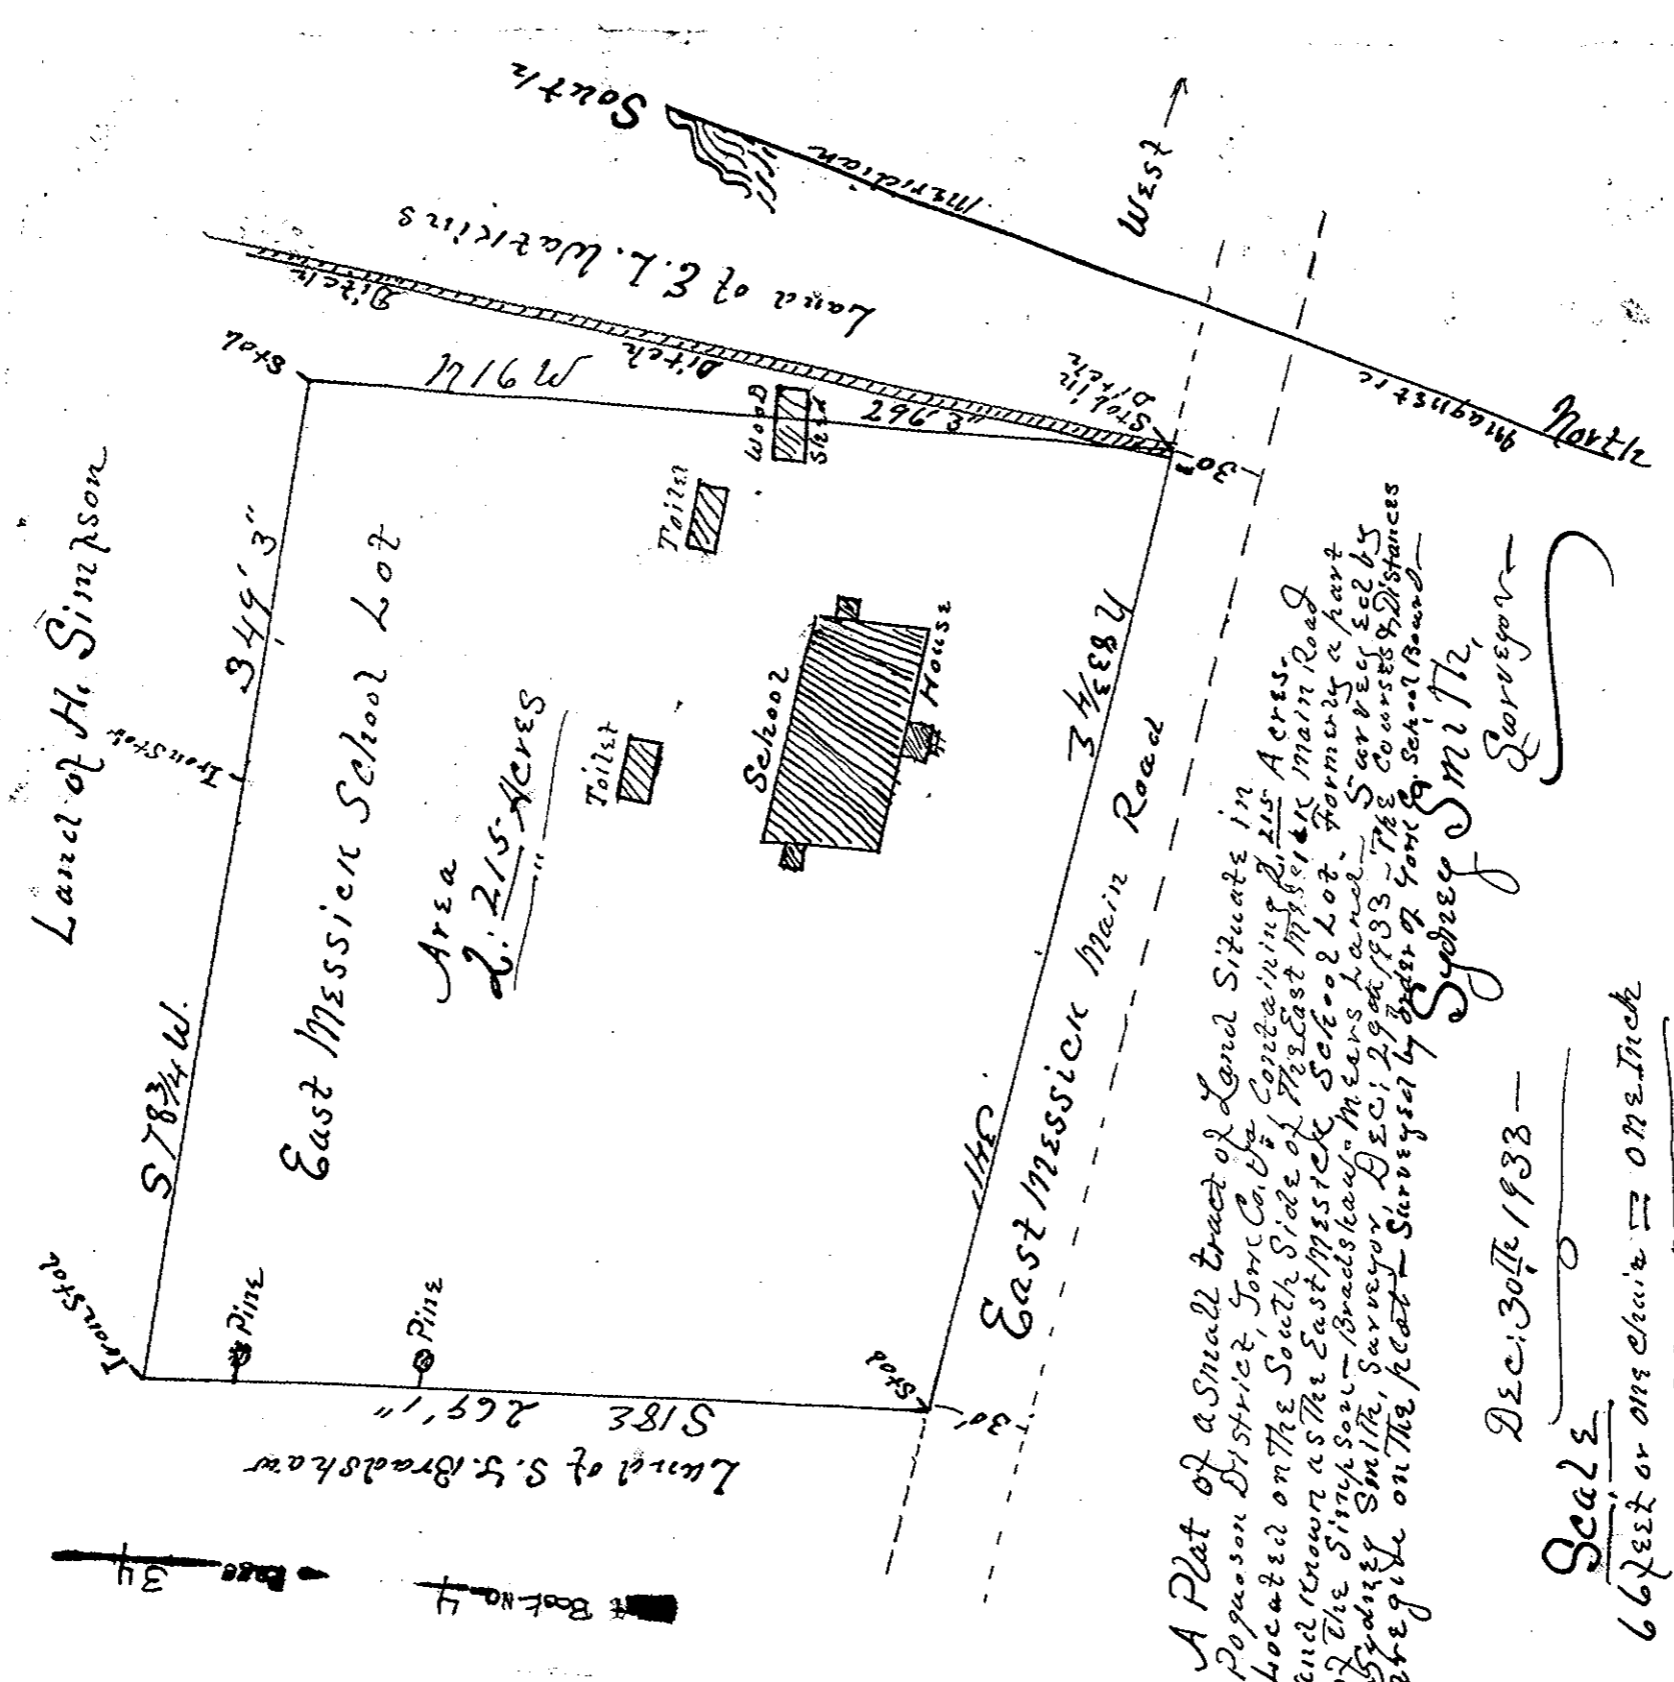 South
Meridian
West
Land of E. L. Watkins
Ditch
Ditch
Stob
N 19 W
296' 3"
Wood
Shed
Stob in
Ditch
30'
Magnetic
North
Land of H. Simpson
Iron Stob
349' 3"
S 78¾ W.
Iron Stob
East Messick School Lot
Area
2.215 Acres
Toilet
Toilet
School
House
N 83¾ E
341'
East Messick Main Road
Pine
Pine
Stob
30'
S 18 E 269' 1"
Land of S. Y. Bradshaw
Page 34
Book No. 4
A Plat of a Small tract of Land Situate in
Poquoson District, York Co. Va Containing 2.215 Acres.
Located on the South Side of The East Messick Main Road
and known as The East Messick School Lot. Formerly a part
of The Simpson-Bradshaw-Mears Land. Surveyed by
Sydney Smith, Surveyor, Dec: 29th 1933 - The Courses & Distances
are given on The plat - Surveyed by order of York Co. School Board -
Sydney Smith,
Surveyor
Dec: 30th 1933 -
Scale
66 feet or one chain = one Inch